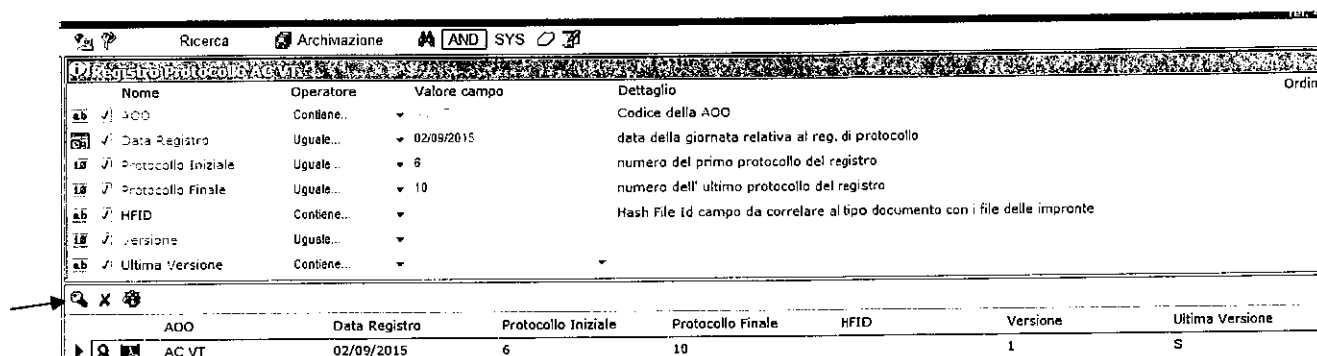 Ricerca Archiviazione AND SYS
Registro Protocollo AC VT
Nome Operatore Valore campo Dettaglio Ordin
AOO Contiene.. Codice della AOO
Data Registro Uguale... 02/09/2015 data della giornata relativa al reg. di protocollo
Protocollo Iniziale Uguale... 6 numero del primo protocollo del registro
Protocollo Finale Uguale... 10 numero dell' ultimo protocollo del registro
HFID Contiene... Hash File Id campo da correlare al tipo documento con i file delle impronte
Versione Uguale...
Ultima Versione Contiene...
AOO Data Registro Protocollo Iniziale Protocollo Finale HFID Versione Ultima Versione
AC VT 02/09/2015 6 10 1 S